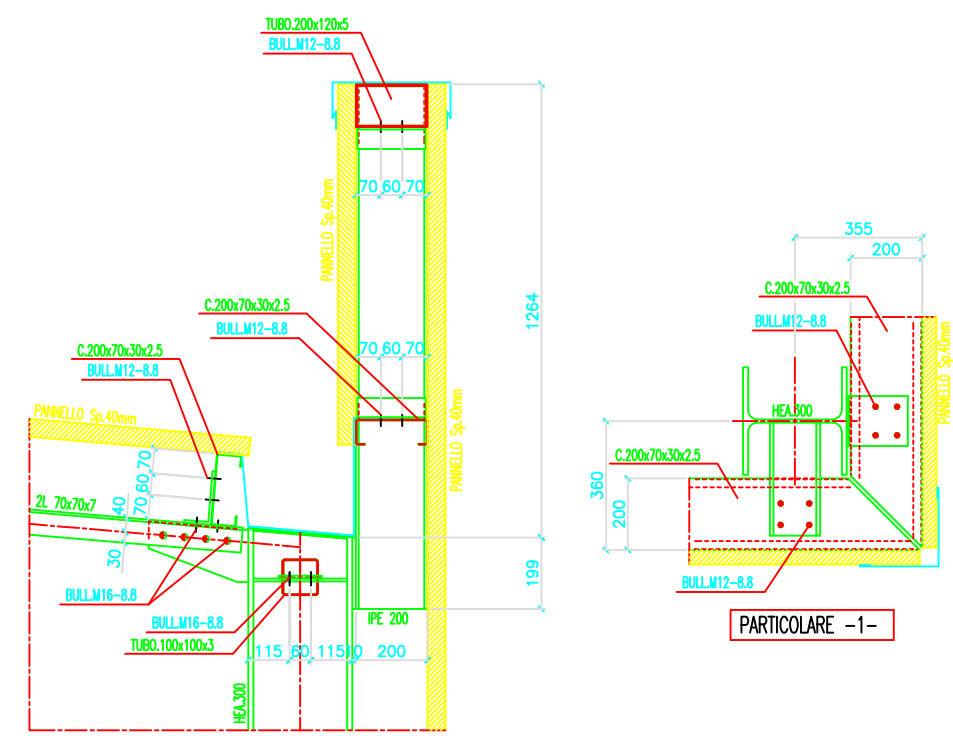 TUBO.200x120x5
BULL.M12-8.8
70 60 70
PANNELLO Sp.40mm
1264
C.200x70x30x2.5
BULL.M12-8.8
70 60 70
C.200x70x30x2.5
BULL.M12-8.8
PANNELLO Sp.40mm
PANNELLO Sp.40mm
70
60
70
40
30
2L 70x70x7
BULL.M16-8.8
BULL.M16-8.8
TUBO.100x100x3
IPE 200
199
115 60 115 10 200
HEA.300
355
200
C.200x70x30x2.5
BULL.M12-8.8
PANNELLO Sp.40mm
HEA.300
C.200x70x30x2.5
360
200
BULL.M12-8.8
PARTICOLARE -1-